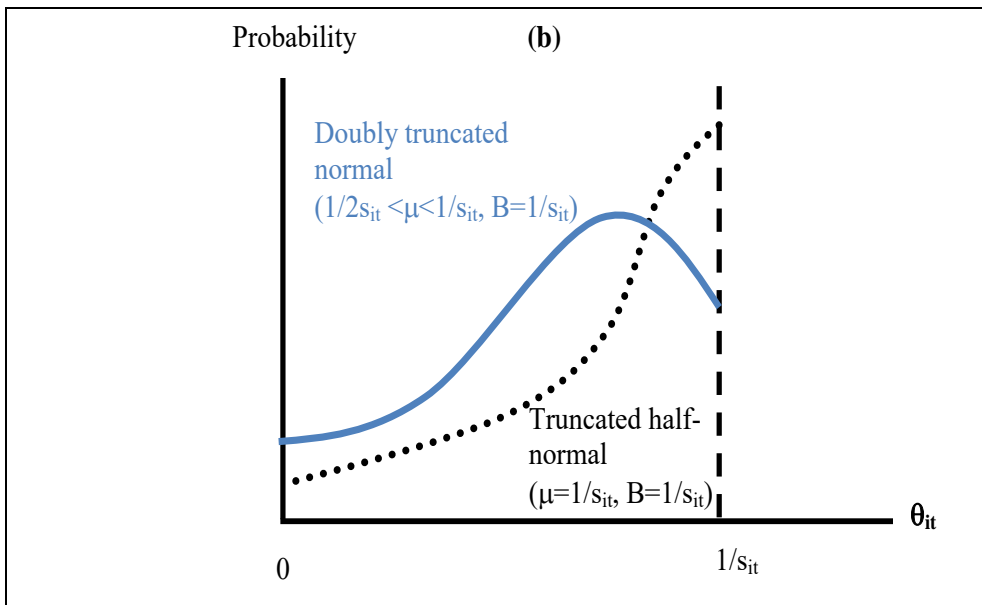 Probability
(b)
Doubly truncated
normal
(1/2sᵢₜ <μ<1/sᵢₜ, B=1/sᵢₜ)
Truncated half-
normal
(μ=1/sᵢₜ, B=1/sᵢₜ)
θᵢₜ
0
1/sᵢₜ